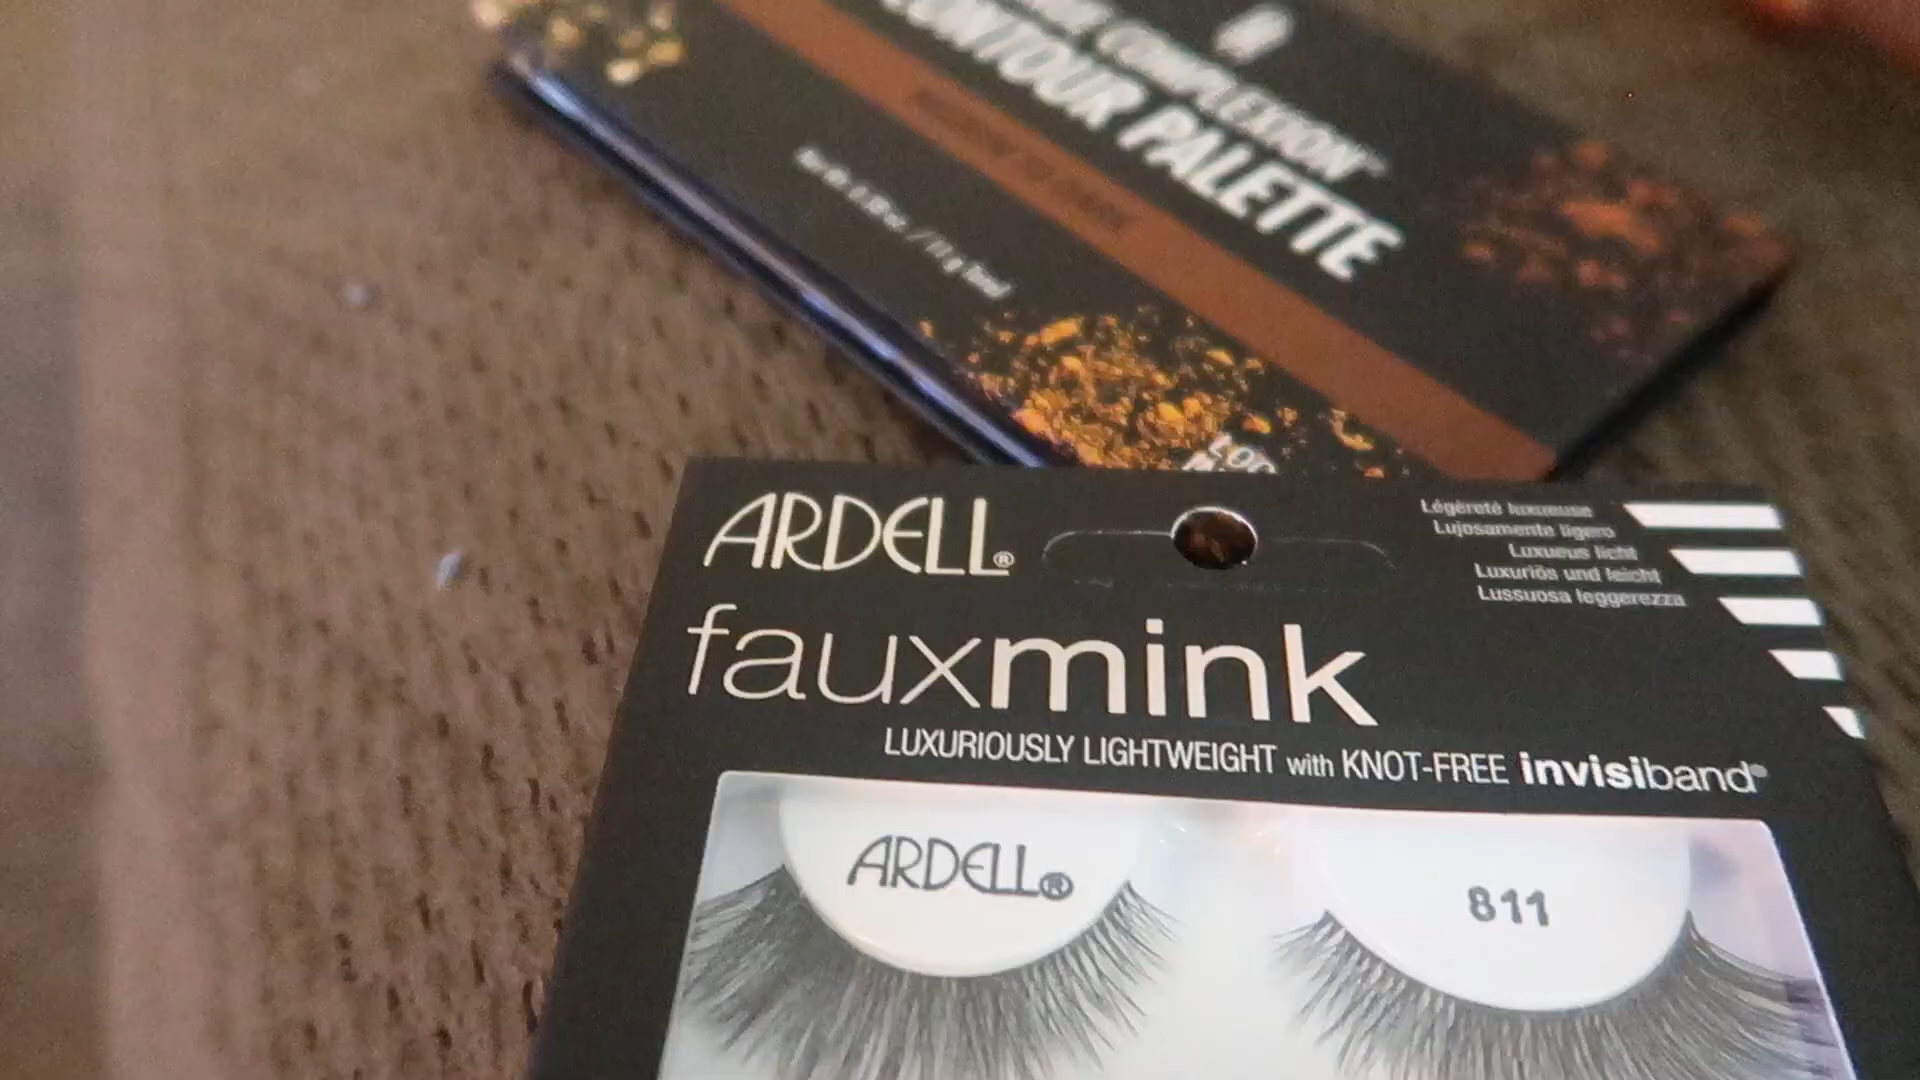 COMPLEXION
CONTOUR PALETTE
ARDELL®
Légèreté luxueuse
Lujosamente ligero
Luxueus licht
Luxuriös und leicht
Lussuosa leggerezza
fauxmink
LUXURIOUSLY LIGHTWEIGHT with KNOT-FREE invisiband®
ARDELL®
811